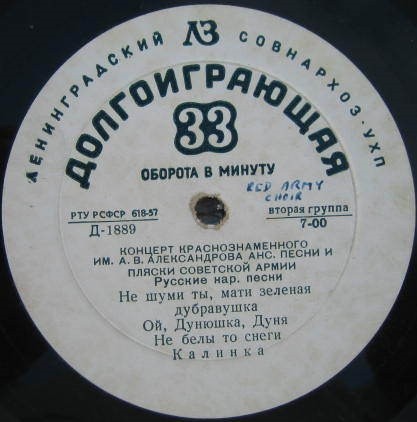 ЛЕНИНГРАДСКИЙ ЛЗ СОВНАРХОЗ-УХП
ДОЛГОИГРАЮЩАЯ
33
ОБОРОТА В МИНУТУ
RED ARMY
CHOIR
РТУ РСФСР 618-57
Д-1889
вторая группа
7-00
КОНЦЕРТ КРАСНОЗНАМЕННОГО
ИМ. А. В. АЛЕКСАНДРОВА АНС. ПЕСНИ И
ПЛЯСКИ СОВЕТСКОЙ АРМИИ
Русские нар. песни
Не шуми ты, мати зеленая
дубравушка
Ой, Дунюшка, Дуня
Не белы то снеги
Калинка